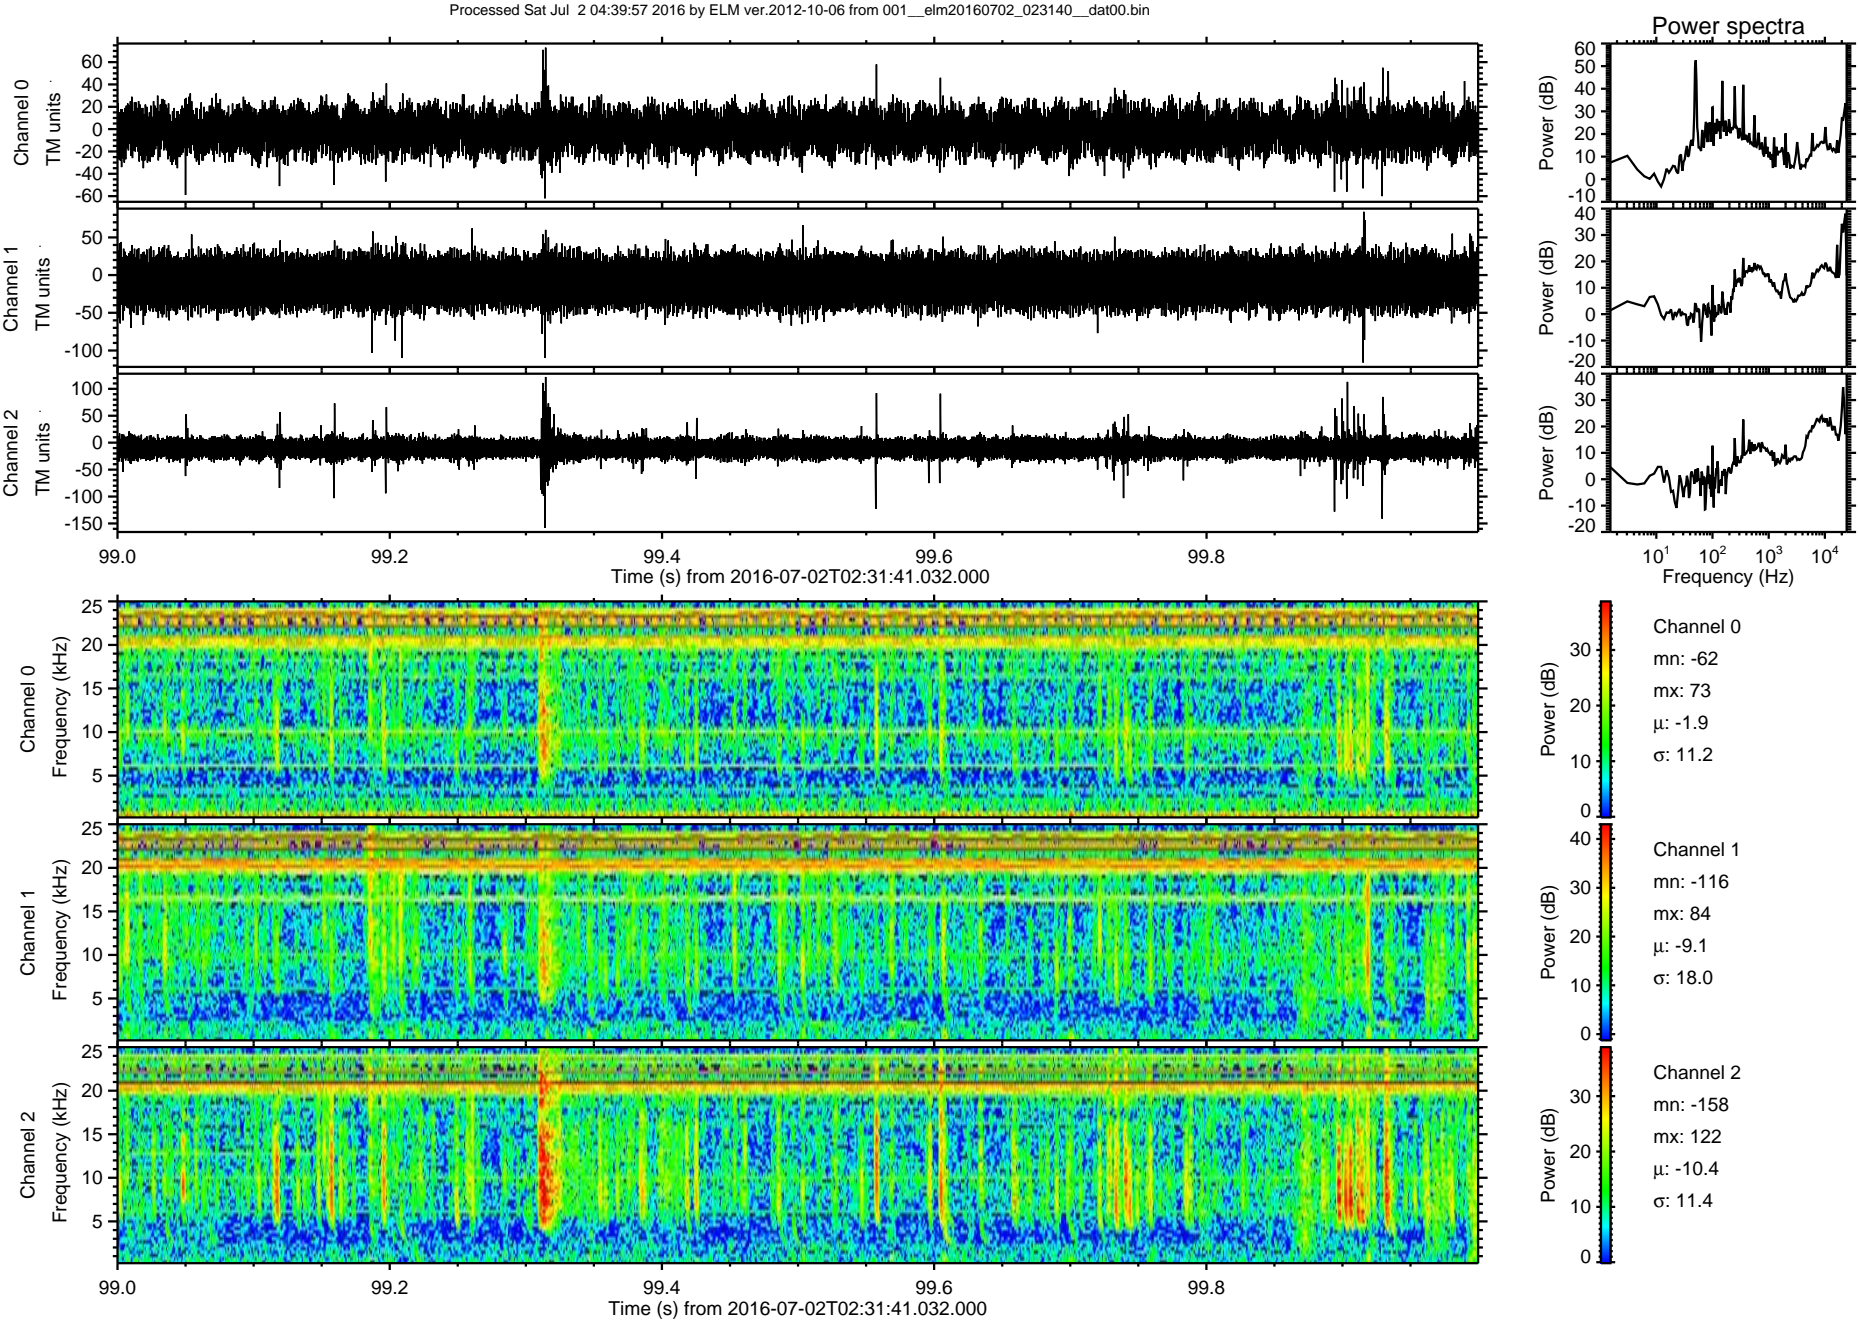 Processed Sat Jul  2 04:39:57 2016 by ELM ver.2012-10-06 from 001__elm20160702_023140__dat00.bin
Power spectra
Channel 0
TM units
60
40
20
0
-20
-40
-60
Power (dB)
60
50
40
30
20
10
0
-10
Channel 1
TM units
50
0
-50
-100
Power (dB)
40
30
20
10
0
-10
-20
Channel 2
TM units
100
50
0
-50
-100
-150
Power (dB)
40
30
20
10
0
-10
-20
99.0 99.2 99.4 99.6 99.8
Time (s) from 2016-07-02T02:31:41.032.000
10^1 10^2 10^3 10^4
Frequency (Hz)
Channel 0
Frequency (kHz)
25
20
15
10
5
Power (dB)
30
20
10
0
Channel 0
mn: -62
mx: 73
μ: -1.9
σ: 11.2
Channel 1
Frequency (kHz)
25
20
15
10
5
Power (dB)
40
30
20
10
0
Channel 1
mn: -116
mx: 84
μ: -9.1
σ: 18.0
Channel 2
Frequency (kHz)
25
20
15
10
5
Power (dB)
30
20
10
0
Channel 2
mn: -158
mx: 122
μ: -10.4
σ: 11.4
99.0 99.2 99.4 99.6 99.8
Time (s) from 2016-07-02T02:31:41.032.000